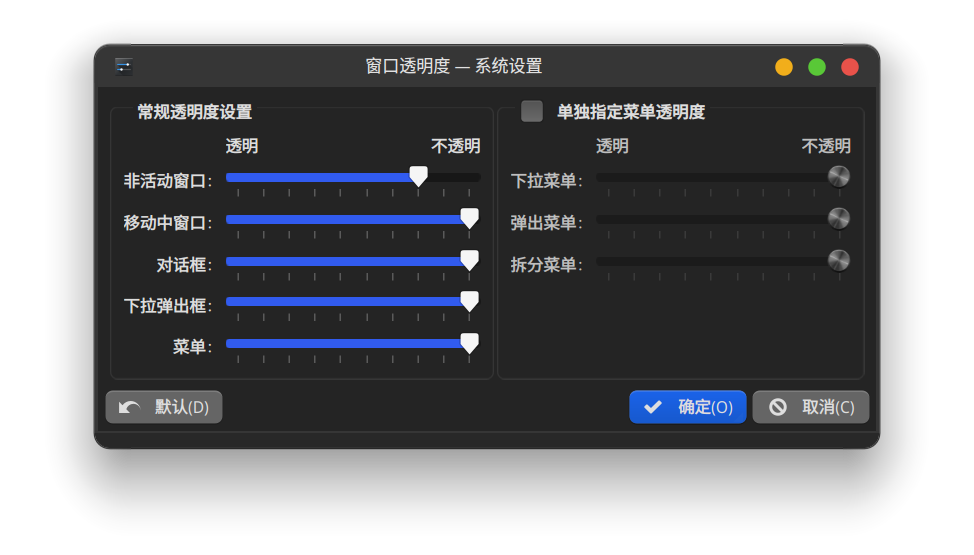 窗口透明度 — 系统设置
常规透明度设置
透明 不透明
非活动窗口:
移动中窗口:
对话框:
下拉弹出框:
菜单:
单独指定菜单透明度
透明 不透明
下拉菜单:
弹出菜单:
拆分菜单:
默认(D)
确定(O)
取消(C)